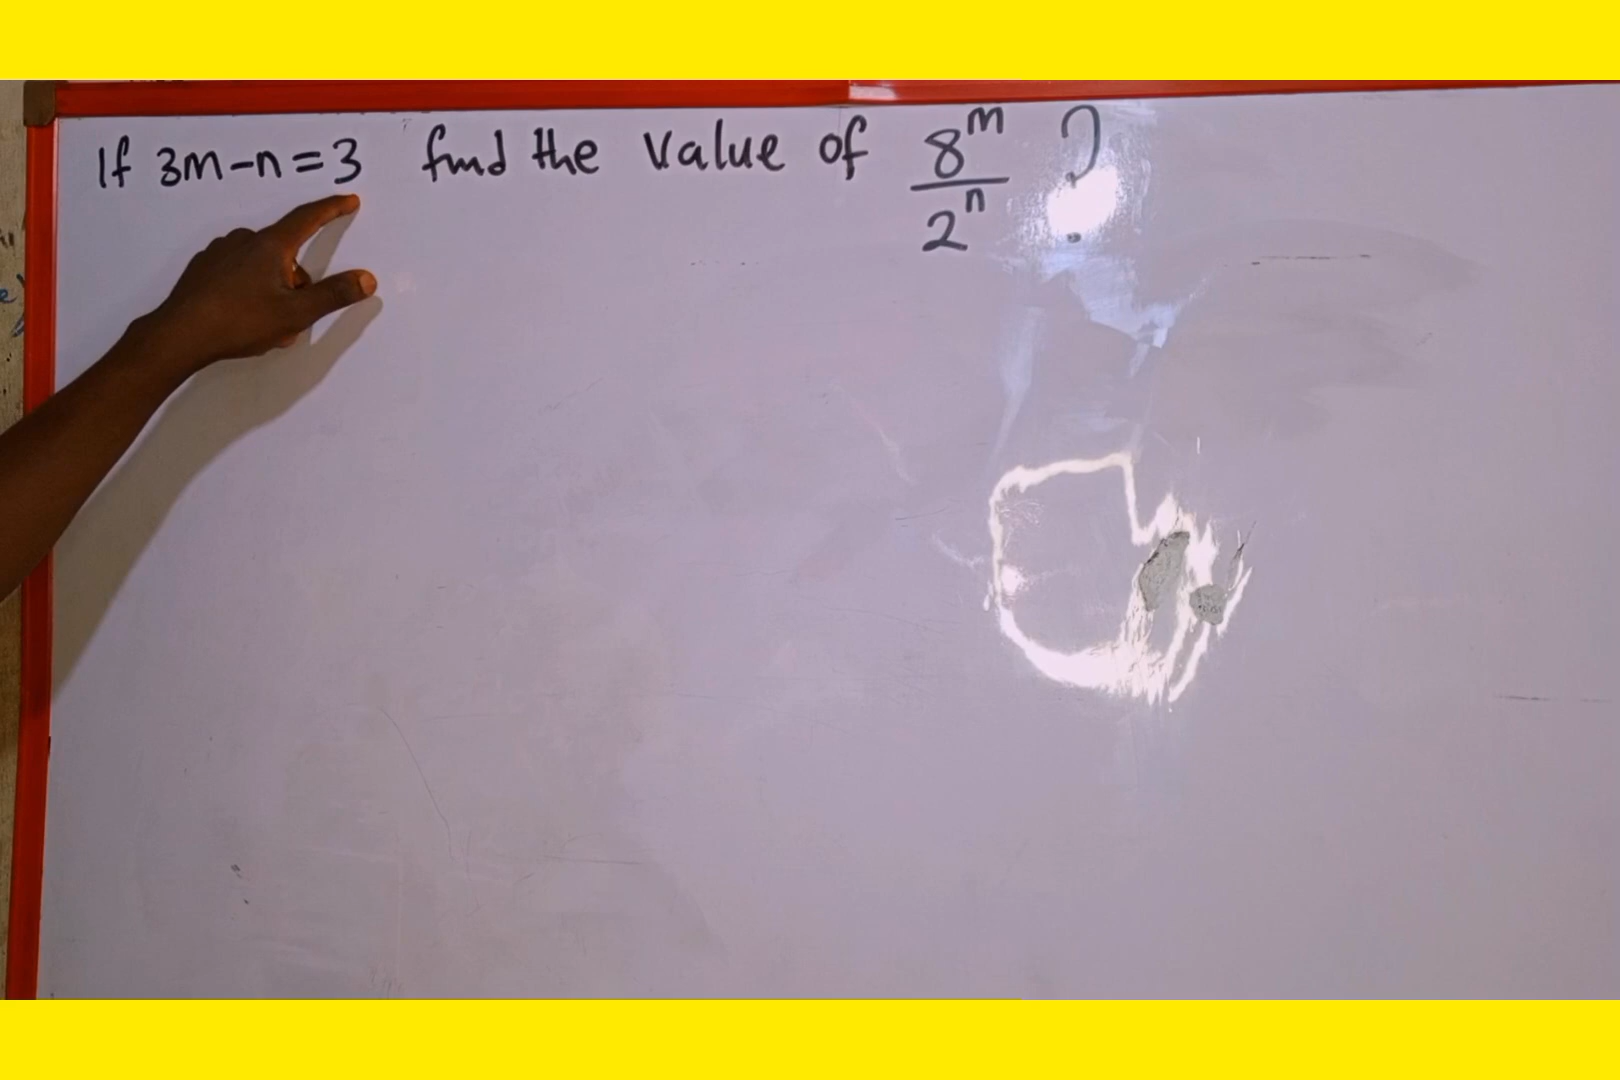 If 3m-n=3 find the value of 8^m/2^n ?